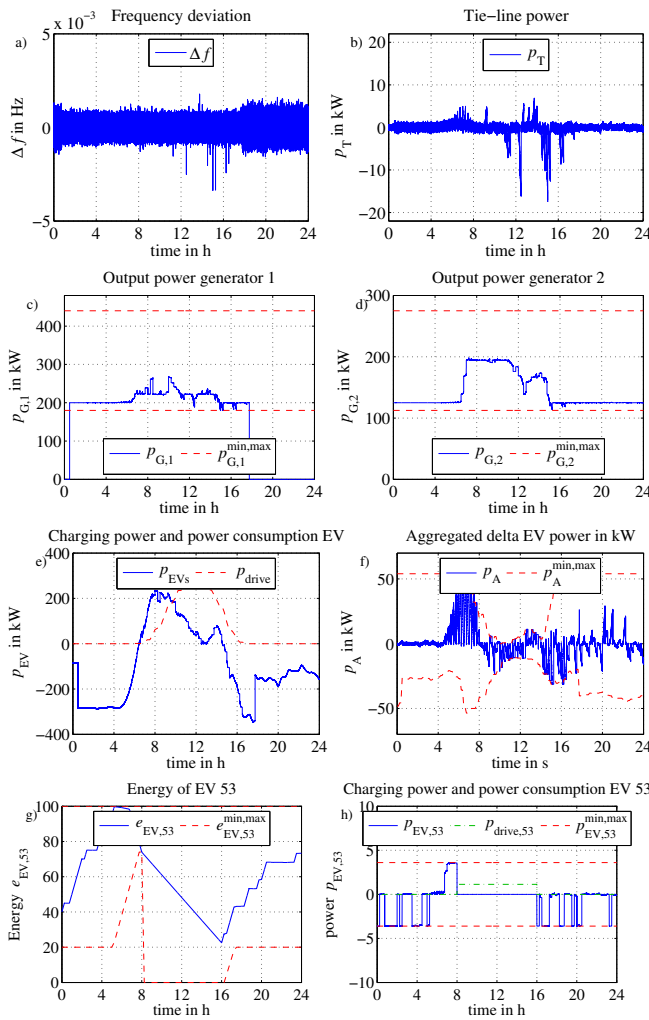 Frequency deviation
x 10⁻³
a)
Δf
5
0
−5
Δf in Hz
0 4 8 12 16 20 24
time in h
Tie−line power
b)
p_T
20
10
0
−10
−20
p_T in kW
0 4 8 12 16 20 24
time in h
Output power generator 1
c)
400
300
200
100
0
p_G,1 in kW
p_G,1 p_G,1^min,max
0 4 8 12 16 20 24
time in h
Output power generator 2
d)
300
200
100
0
p_G,2 in kW
p_G,2 p_G,2^min,max
0 4 8 12 16 20 24
time in h
Charging power and power consumption EV
e)
p_EVs p_drive
400
200
0
−200
−400
p_EV in kW
0 4 8 12 16 20 24
time in h
Aggregated delta EV power in kW
f)
p_A p_A^min,max
50
0
−50
p_A in kW
0 4 8 12 16 20 24
time in s
Energy of EV 53
g)
e_EV,53 e_EV,53^min,max
100
80
60
40
20
0
Energy e_EV,53
0 4 8 12 16 20 24
time in h
Charging power and power consumption EV 53
h)
p_EV,53 p_drive,53 p_EV,53^min,max
10
5
0
−5
−10
power p_EV,53
0 4 8 12 16 20 24
time in h